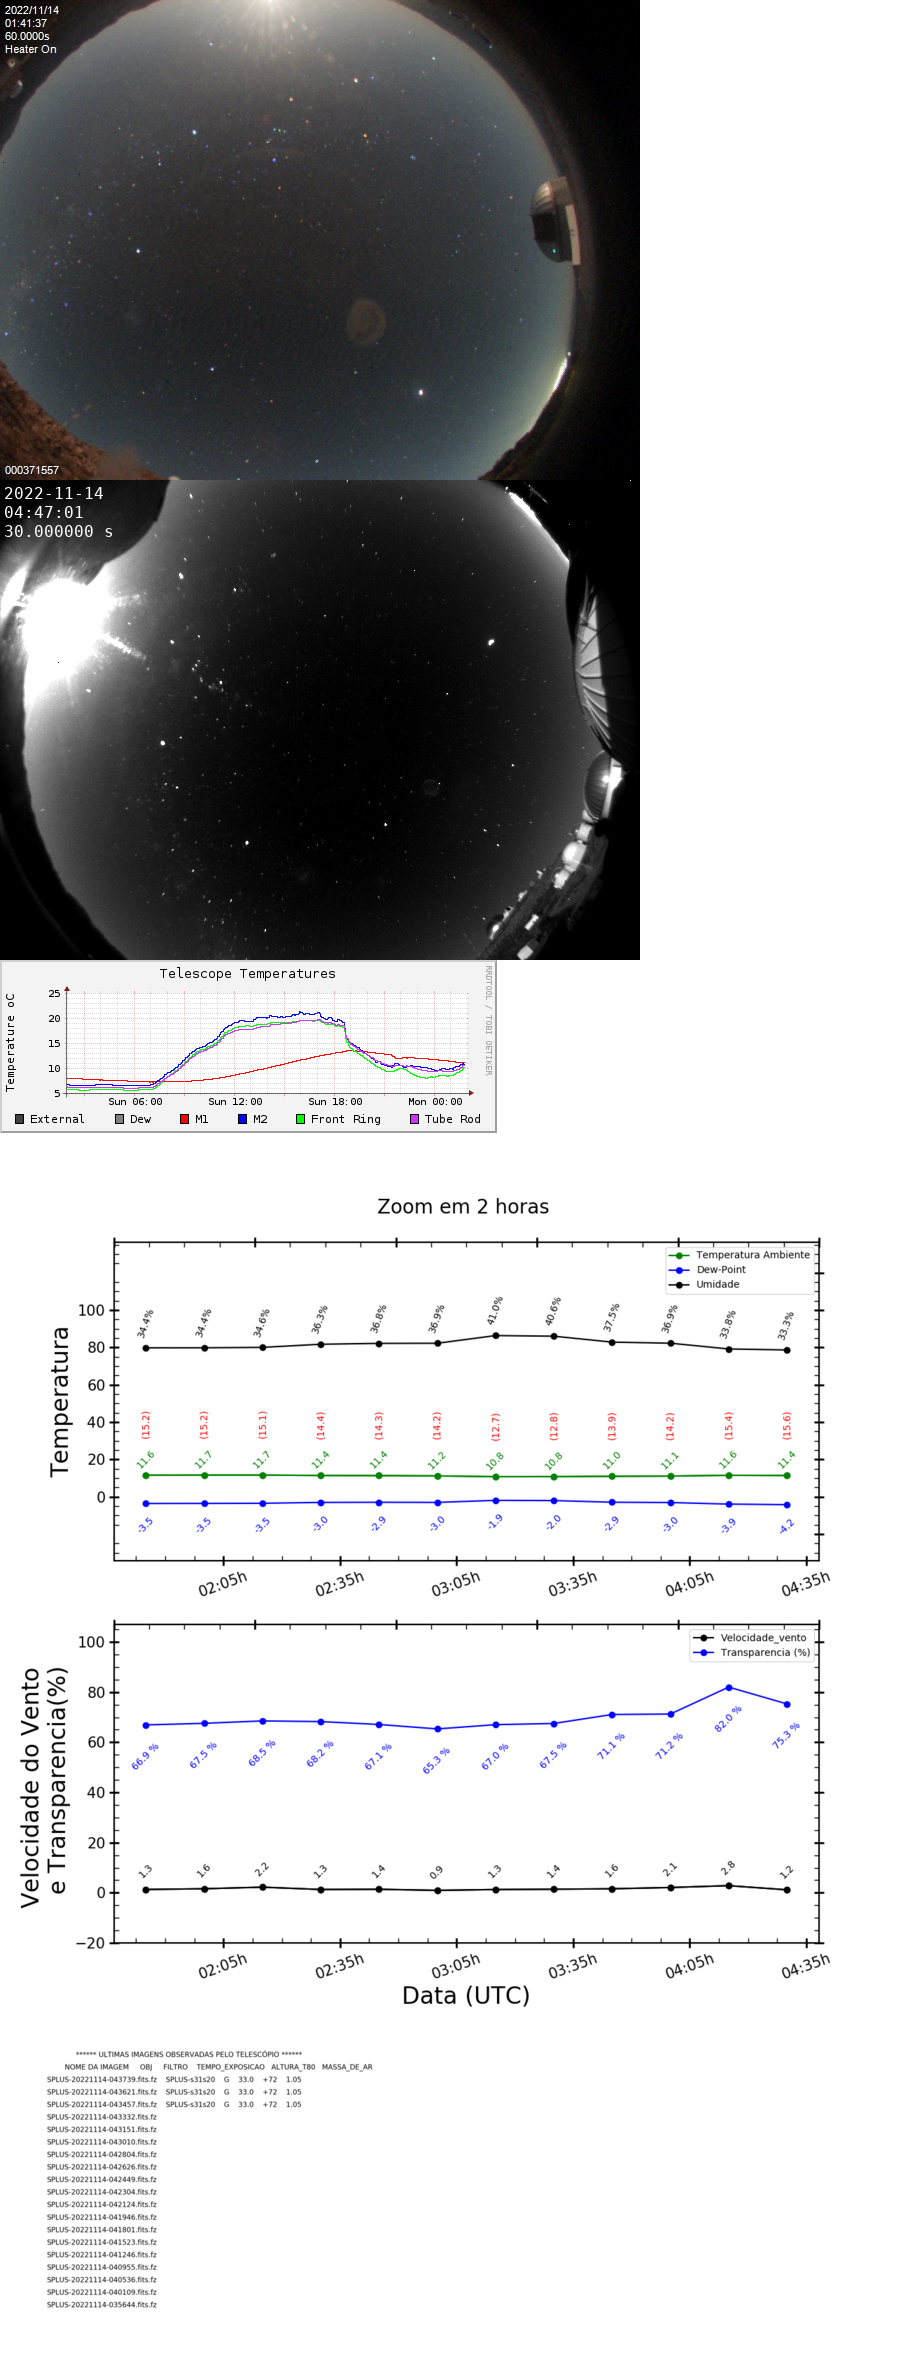 2022/11/14
01:41:37
60.0000s
Heater On
000371557
2022-11-14
04:47:01
30.000000 s
Telescope Temperatures
RRDTOOL / TOBI OETIKER
Temperature oC
25
20
15
10
5
Sun 06:00 Sun 12:00 Sun 18:00 Mon 00:00
External Dew M1 M2 Front Ring Tube Rod
Zoom em 2 horas
Temperatura Ambiente
Dew-Point
Umidade
Temperatura
100
80
60
40
20
0
34.4% 34.4% 34.6% 36.3% 36.8% 36.9% 41.0% 40.6% 37.5% 36.9% 33.8% 33.3%
(15.2) (15.2) (15.1) (14.4) (14.3) (14.2) (12.7) (12.8) (13.9) (14.2) (15.4) (15.6)
11.6 11.7 11.7 11.4 11.4 11.2 10.8 10.8 11.0 11.1 11.6 11.4
-3.5 -3.5 -3.5 -3.0 -2.9 -3.0 -1.9 -2.0 -2.9 -3.0 -3.9 -4.2
02:05h 02:35h 03:05h 03:35h 04:05h 04:35h
Velocidade_vento
Transparencia (%)
Velocidade do Vento
e Transparencia(%)
100
80
60
40
20
0
−20
66.9 % 67.5 % 68.5 % 68.2 % 67.1 % 65.3 % 67.0 % 67.5 % 71.1 % 71.2 % 82.0 % 75.3 %
1.3 1.6 2.2 1.3 1.4 0.9 1.3 1.4 1.6 2.1 2.8 1.2
02:05h 02:35h 03:05h 03:35h 04:05h 04:35h
Data (UTC)
****** ULTIMAS IMAGENS OBSERVADAS PELO TELESCÓPIO ******
NOME DA IMAGEM OBJ FILTRO TEMPO_EXPOSICAO ALTURA_T80 MASSA_DE_AR
SPLUS-20221114-043739.fits.fz SPLUS-s31s20 G 33.0 +72 1.05
SPLUS-20221114-043621.fits.fz SPLUS-s31s20 G 33.0 +72 1.05
SPLUS-20221114-043457.fits.fz SPLUS-s31s20 G 33.0 +72 1.05
SPLUS-20221114-043332.fits.fz
SPLUS-20221114-043151.fits.fz
SPLUS-20221114-043010.fits.fz
SPLUS-20221114-042804.fits.fz
SPLUS-20221114-042626.fits.fz
SPLUS-20221114-042449.fits.fz
SPLUS-20221114-042304.fits.fz
SPLUS-20221114-042124.fits.fz
SPLUS-20221114-041946.fits.fz
SPLUS-20221114-041801.fits.fz
SPLUS-20221114-041523.fits.fz
SPLUS-20221114-041246.fits.fz
SPLUS-20221114-040955.fits.fz
SPLUS-20221114-040536.fits.fz
SPLUS-20221114-040109.fits.fz
SPLUS-20221114-035644.fits.fz